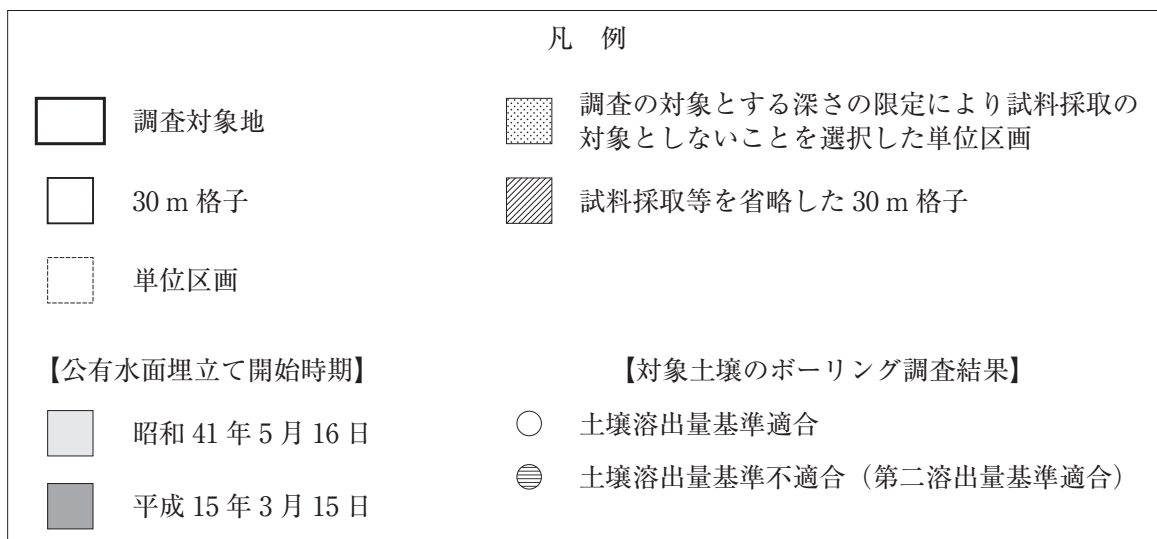 凡 例
調査対象地
30 m 格子
単位区画
調査の対象とする深さの限定により試料採取の
対象としないことを選択した単位区画
試料採取等を省略した 30 m 格子
【公有水面埋立て開始時期】
昭和 41 年 5 月 16 日
平成 15 年 3 月 15 日
【対象土壌のボーリング調査結果】
土壌溶出量基準適合
土壌溶出量基準不適合（第二溶出量基準適合）